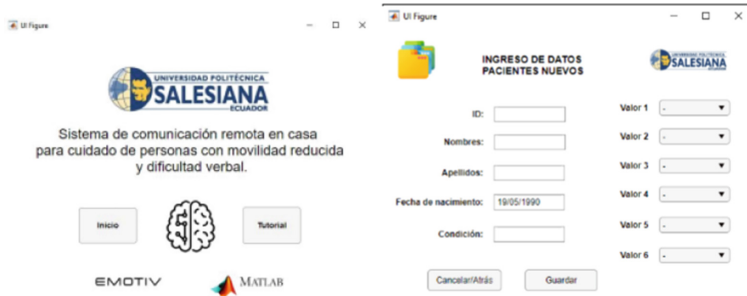 UI Figure
UNIVERSIDAD POLITÉCNICA
SALESIANA
ECUADOR
Sistema de comunicación remota en casa
para cuidado de personas con movilidad reducida
y dificultad verbal.
Inicio
Tutorial
EMOTIV
MATLAB
UI Figure
INGRESO DE DATOS
PACIENTES NUEVOS
SALESIANA
ID:
Nombres:
Apellidos:
Fecha de nacimiento: 19/05/1990
Condición:
Cancelar/Atrás
Guardar
Valor 1 -
Valor 2 -
Valor 3 -
Valor 4 -
Valor 5 -
Valor 6 -